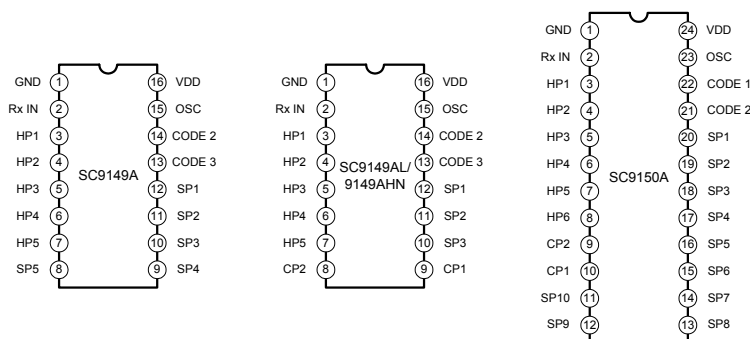 GND 1 16 VDD
Rx IN 2 15 OSC
HP1 3 14 CODE 2
HP2 4 13 CODE 3
SC9149A
HP3 5 12 SP1
HP4 6 11 SP2
HP5 7 10 SP3
SP5 8 9 SP4
GND 1 16 VDD
Rx IN 2 15 OSC
HP1 3 14 CODE 2
HP2 4 13 CODE 3
SC9149AL/
9149AHN
HP3 5 12 SP1
HP4 6 11 SP2
HP5 7 10 SP3
CP2 8 9 CP1
GND 1 24 VDD
Rx IN 2 23 OSC
HP1 3 22 CODE 1
HP2 4 21 CODE 2
HP3 5 20 SP1
HP4 6 19 SP2
SC9150A
HP5 7 18 SP3
HP6 8 17 SP4
CP2 9 16 SP5
CP1 10 15 SP6
SP10 11 14 SP7
SP9 12 13 SP8